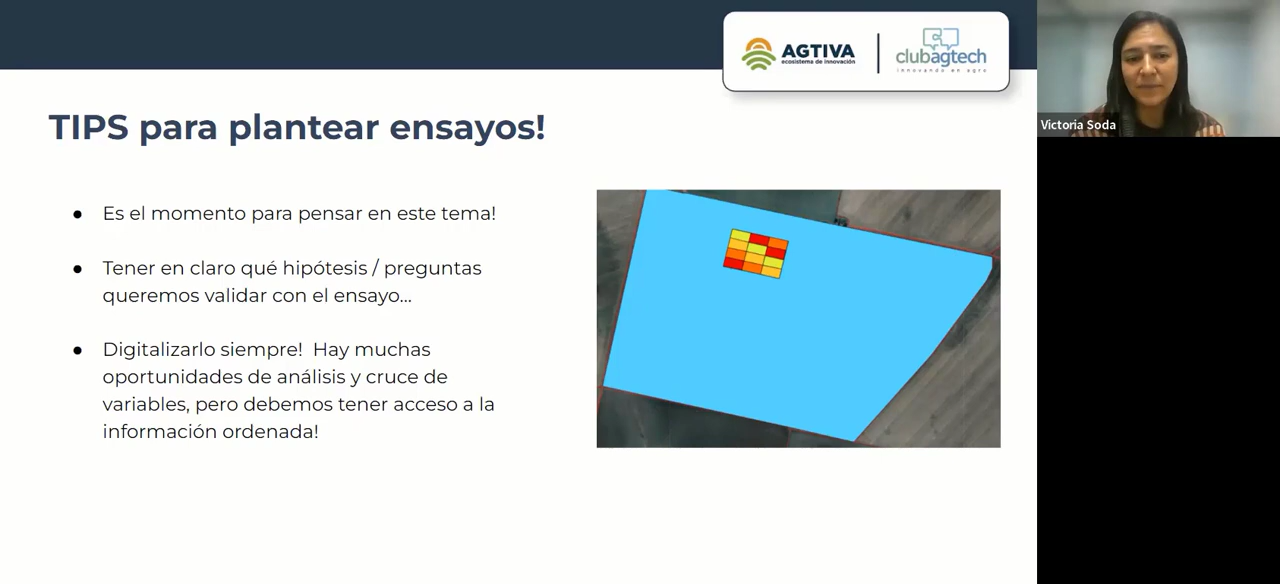 AGTIVA
ecosistema de innovación
clubagtech
innovando en agro
Victoria Soda
TIPS para plantear ensayos!
● Es el momento para pensar en este tema!
● Tener en claro qué hipótesis / preguntas
queremos validar con el ensayo...
● Digitalizarlo siempre!  Hay muchas
oportunidades de análisis y cruce de
variables, pero debemos tener acceso a la
información ordenada!